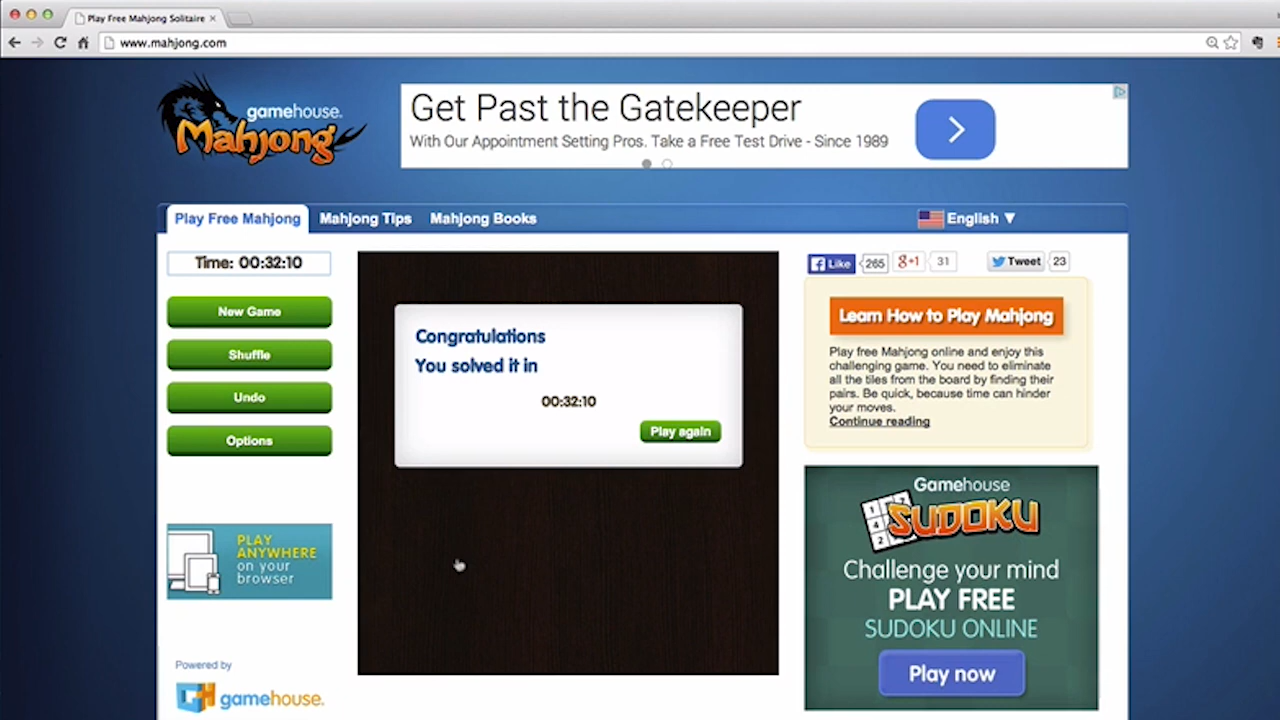 Play Free Mahjong Solitaire
www.mahjong.com
gamehouse.
Mahjong
Get Past the Gatekeeper
With Our Appointment Setting Pros. Take a Free Test Drive - Since 1989
Play Free Mahjong
Mahjong Tips
Mahjong Books
English
Time: 00:32:10
New Game
Shuffle
Undo
Options
PLAY
ANYWHERE
on your
browser
Powered by
gamehouse.
Congratulations
You solved it in
00:32:10
Play again
Like
265
g+1
31
Tweet
23
Learn How to Play Mahjong
Play free Mahjong online and enjoy this
challenging game. You need to eliminate
all the tiles from the board by finding their
pairs. Be quick, because time can hinder
your moves.
Continue reading
Gamehouse
SUDOKU
1 7
4
2
Challenge your mind
PLAY FREE
SUDOKU ONLINE
Play now